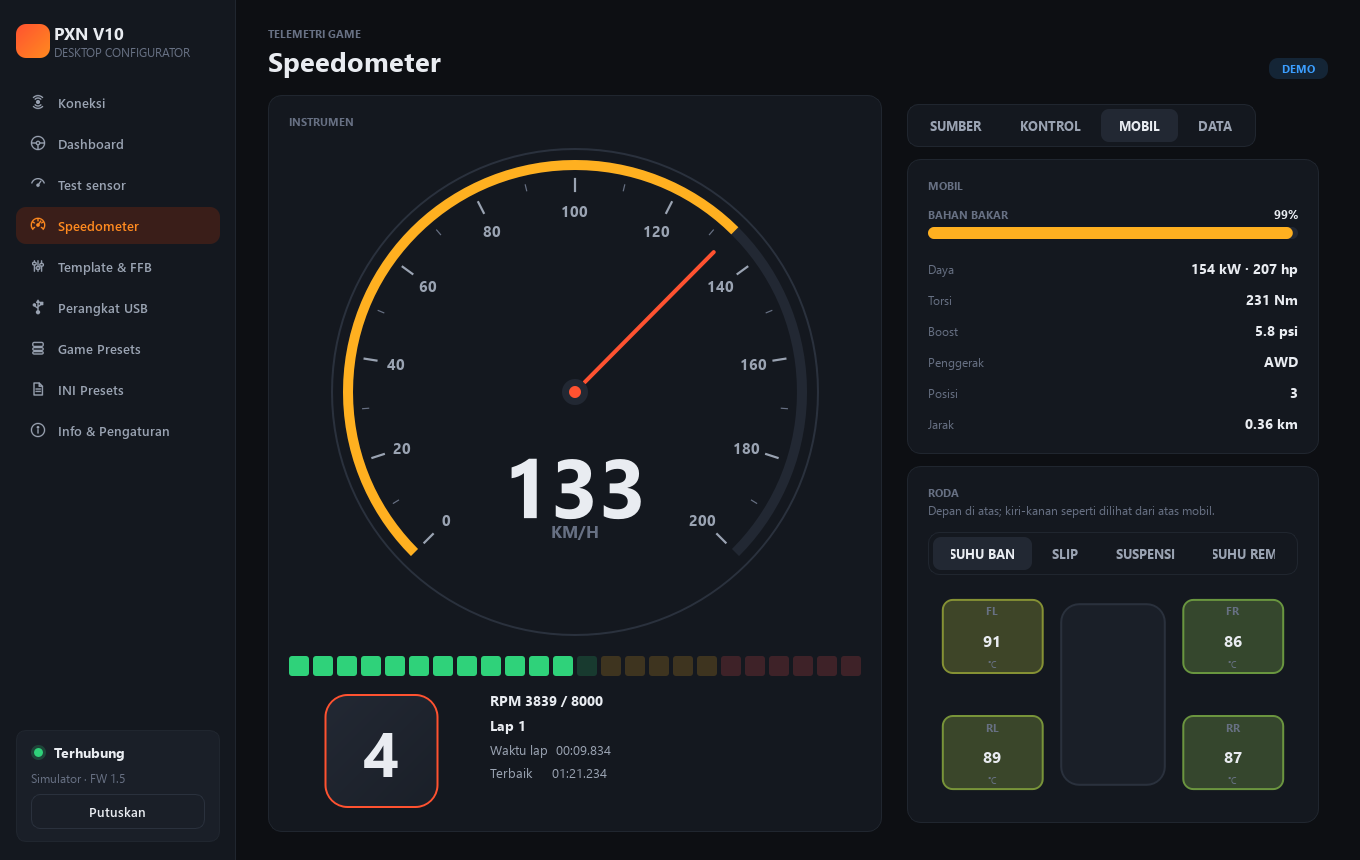 PXN V10
DESKTOP CONFIGURATOR
Koneksi
Dashboard
Test sensor
Speedometer
Template & FFB
Perangkat USB
Game Presets
INI Presets
Info & Pengaturan
Terhubung
Simulator · FW 1.5
Putuskan
TELEMETRI GAME
Speedometer
DEMO
INSTRUMEN
0
20
40
60
80
100
120
140
160
180
200
133
KM/H
4
RPM 3839 / 8000
Lap 1
Waktu lap 00:09.834
Terbaik 01:21.234
SUMBER KONTROL MOBIL DATA
MOBIL
BAHAN BAKAR 99%
Daya 154 kW · 207 hp
Torsi 231 Nm
Boost 5.8 psi
Penggerak AWD
Posisi 3
Jarak 0.36 km
RODA
Depan di atas; kiri-kanan seperti dilihat dari atas mobil.
SUHU BAN SLIP SUSPENSI SUHU REM
FL
91
°C
FR
86
°C
RL
89
°C
RR
87
°C